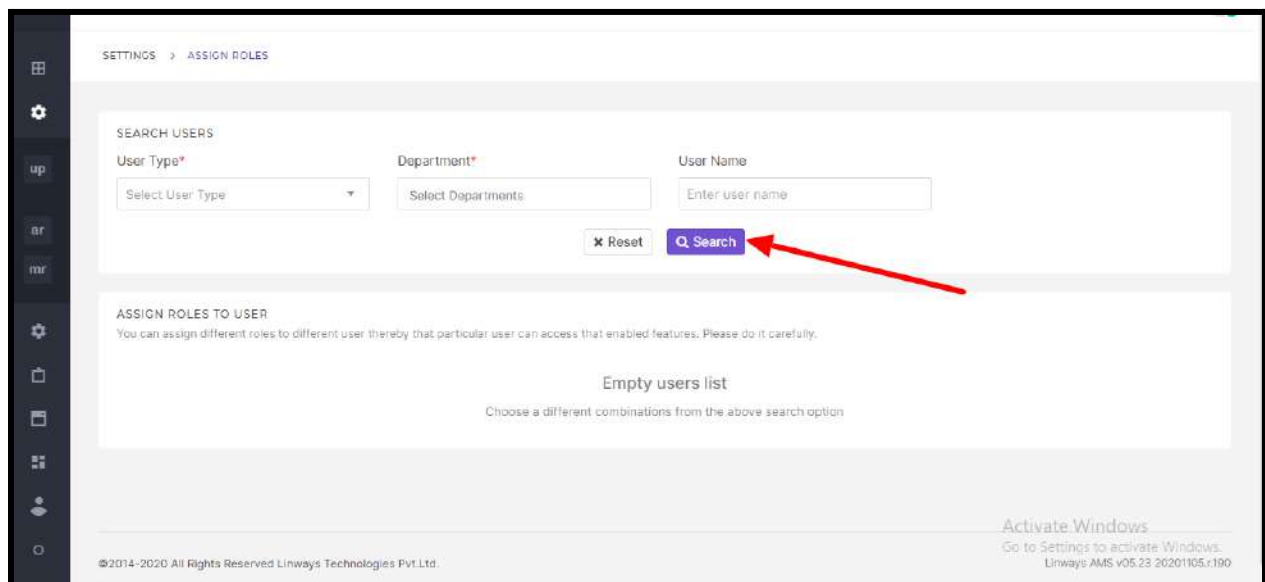 SETTINGS > ASSIGN ROLES
up
ar
mr
SEARCH USERS
User Type* Department* User Name
Select User Type Select Departments Enter user name
Reset Search
ASSIGN ROLES TO USER
You can assign different roles to different user thereby that particular user can access that enabled features. Please do it carefully.
Empty users list
Choose a different combinations from the above search option
Activate Windows
Go to Settings to activate Windows.
©2014-2020 All Rights Reserved Linways Technologies Pvt.Ltd. Linways AMS v05.23 20201105.r.190